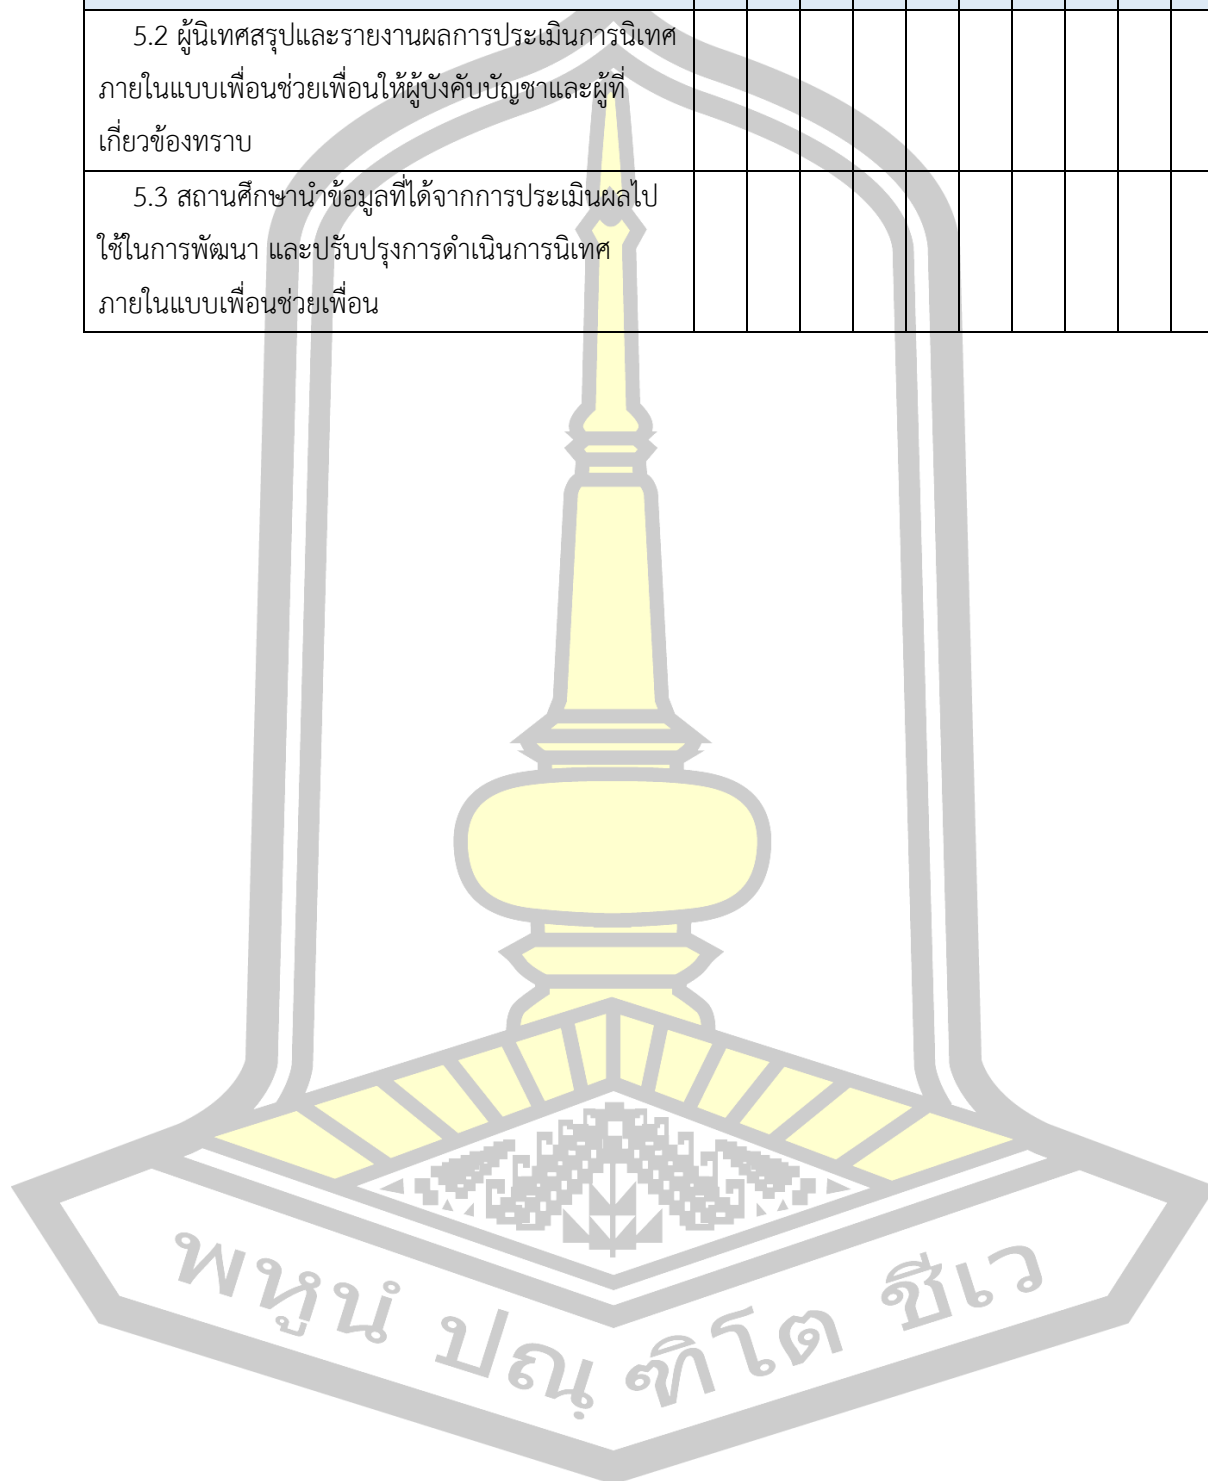 5.2 ผู้นิเทศสรุปและรายงานผลการประเมินการนิเทศ
ภายในแบบเพื่อนช่วยเพื่อนให้ผู้บังคับบัญชาและผู้ที่
เกี่ยวข้องทราบ
5.3 สถานศึกษานำข้อมูลที่ได้จากการประเมินผลไป
ใช้ในการพัฒนา และปรับปรุงการดำเนินการนิเทศ
ภายในแบบเพื่อนช่วยเพื่อน
พหูนํ ปณฺฑิโต ชีเว